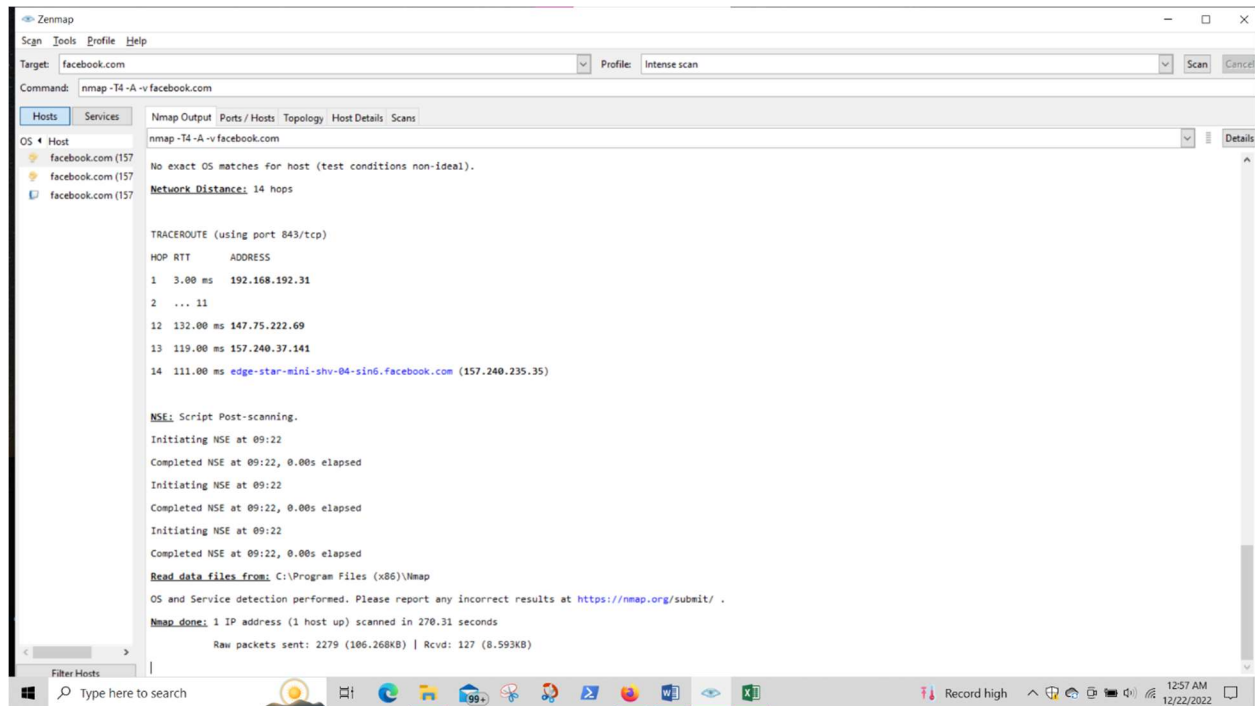 Zenmap
Scan Tools Profile Help
Target: facebook.com Profile: Intense scan Scan Cancel
Command: nmap -T4 -A -v facebook.com
Hosts Services Nmap Output Ports / Hosts Topology Host Details Scans
OS Host nmap -T4 -A -v facebook.com Details
facebook.com (157
facebook.com (157
facebook.com (157
No exact OS matches for host (test conditions non-ideal).
Network Distance: 14 hops
TRACEROUTE (using port 843/tcp)
HOP RTT ADDRESS
1 3.00 ms 192.168.192.31
2 ... 11
12 132.00 ms 147.75.222.69
13 119.00 ms 157.240.37.141
14 111.00 ms edge-star-mini-shv-04-sin6.facebook.com (157.240.235.35)
NSE: Script Post-scanning.
Initiating NSE at 09:22
Completed NSE at 09:22, 0.00s elapsed
Initiating NSE at 09:22
Completed NSE at 09:22, 0.00s elapsed
Initiating NSE at 09:22
Completed NSE at 09:22, 0.00s elapsed
Read data files from: C:\Program Files (x86)\Nmap
OS and Service detection performed. Please report any incorrect results at https://nmap.org/submit/ .
Nmap done: 1 IP address (1 host up) scanned in 270.31 seconds
Raw packets sent: 2279 (106.268KB) | Rcvd: 127 (8.593KB)
Filter Hosts
Type here to search 99+ Record high 12:57 AM
12/22/2022